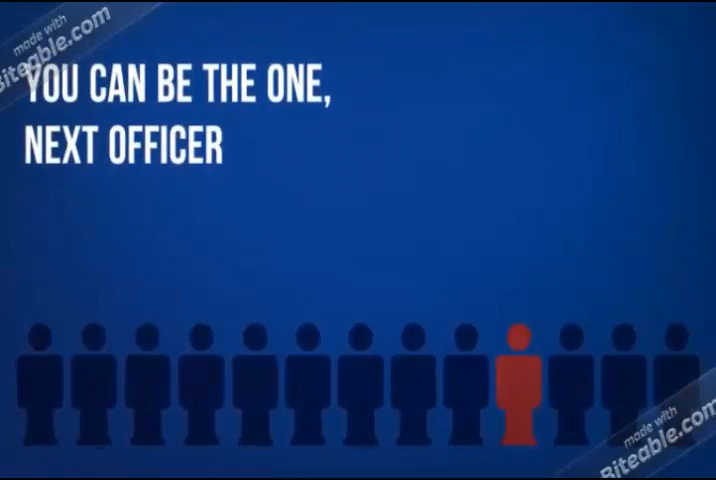 made with
Biteable.com
YOU CAN BE THE ONE,
NEXT OFFICER
made with
Biteable.com